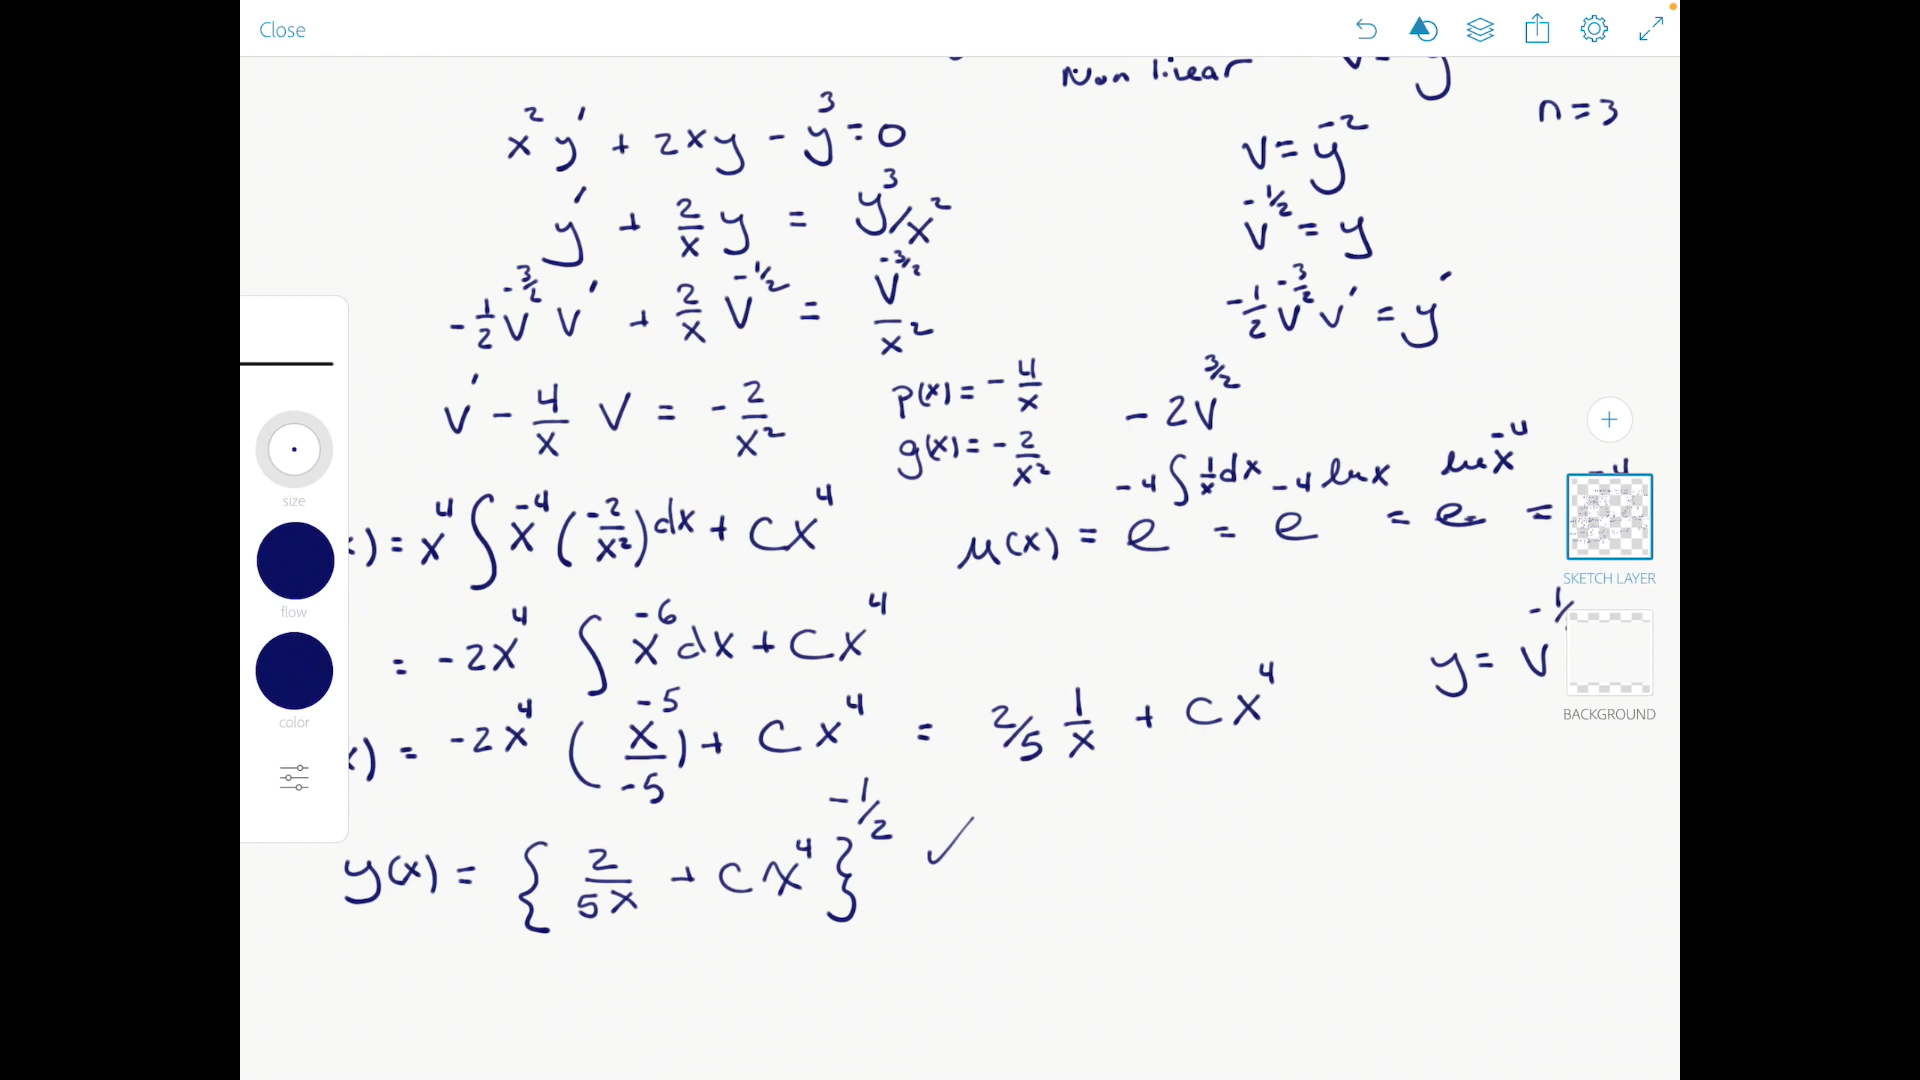 Close
Non linear v= y
n=3
x² y' + 2xy - y³ = 0
v= y⁻²
y' + 2/x y = y³/x²
v^(-1/2) = y
-1/2 v^(-3/2) v' + 2/x v^(-1/2) = v^(-3/2)/x²
-1/2 v^(-3/2) v' = y'
v' - 4/x v = -2/x²
p(x) = -4/x
g(x) = -2/x²
-2v^(3/2)
) = x⁴ ∫ x⁻⁴ (-2/x²) dx + Cx⁴
μ(x) = e^(-4∫1/x dx) = e^(-4 ln x) = e^(ln x⁻⁴) = -4
= -2x⁴ ∫ x⁻⁶ dx + Cx⁴
y = v^(-1/
) = -2x⁴ (x⁻⁵/-5) + Cx⁴ = 2/5 1/x + Cx⁴
y(x) = { 2/5x + Cx⁴ }^(-1/2) ✓
size
flow
color
SKETCH LAYER
BACKGROUND